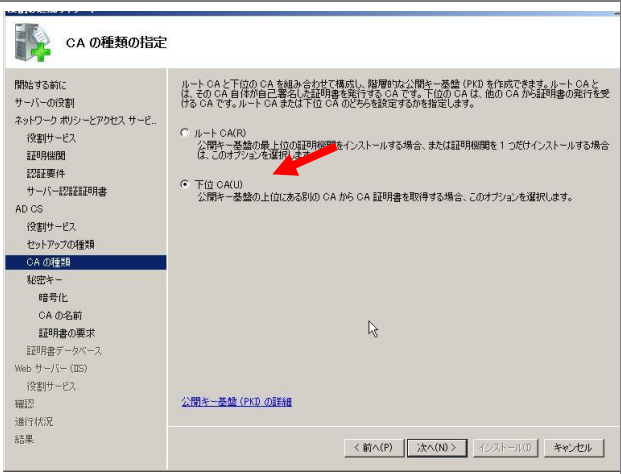 CA の種類の指定
開始する前に
サーバーの役割
ネットワーク ポリシーとアクセス サービ...
役割サービス
証明機関
認証要件
サーバー認証証明書
AD CS
役割サービス
セットアップの種類
CA の種類
秘密キー
暗号化
CA の名前
証明書の要求
証明書データベース
Web サーバー (IIS)
役割サービス
確認
進行状況
結果
ルート CA と下位の CA を組み合わせて構成し、階層的な公開キー基盤 (PKI) を作成できます。ルート CA と
は、その CA 自体が自己署名した証明書を発行する CA です。下位の CA は、他の CA から証明書の発行を受
ける CA です。ルート CA または下位 CA のどちらを設定するかを指定します。
ルート CA(R)
公開キー基盤の最上位の証明機関をインストールする場合、または証明機関を 1 つだけインストールする場合
は、このオプションを選択します。
下位 CA(U)
公開キー基盤の上位にある別の CA から CA 証明書を取得する場合、このオプションを選択します。
公開キー基盤 (PKI) の詳細
< 前へ(P) 次へ(N) > インストール(I) キャンセル